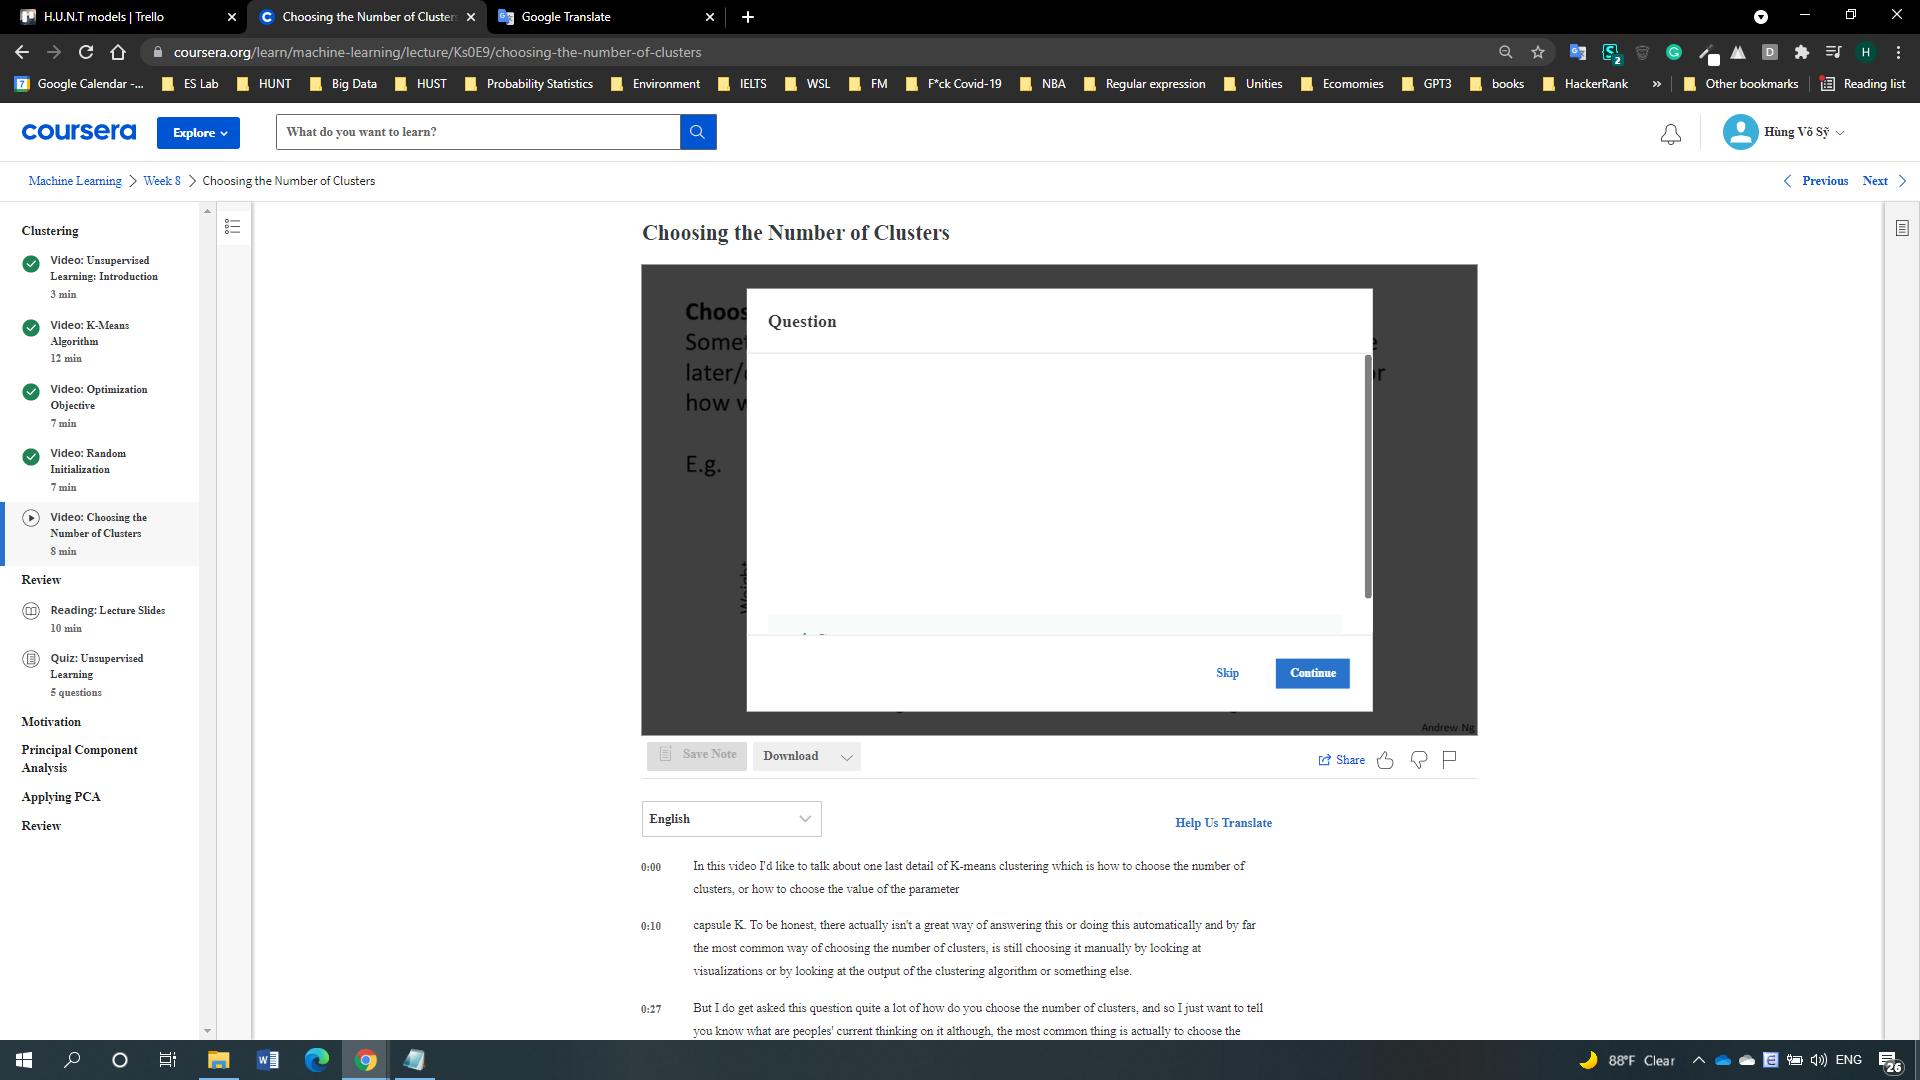 H.U.N.T models | Trello
Choosing the Number of Clusters
Google Translate
coursera.org/learn/machine-learning/lecture/Ks0E9/choosing-the-number-of-clusters
Google Calendar -...
ES Lab
HUNT
Big Data
HUST
Probability Statistics
Environment
IELTS
WSL
FM
F*ck Covid-19
NBA
Regular expression
Unities
Ecomomies
GPT3
books
HackerRank
Other bookmarks
Reading list
coursera
Explore
What do you want to learn?
Hùng Võ Sỹ
Machine Learning
Week 8
Choosing the Number of Clusters
Previous
Next
Clustering
Video: Unsupervised
Learning: Introduction
3 min
Video: K-Means
Algorithm
12 min
Video: Optimization
Objective
7 min
Video: Random
Initialization
7 min
Video: Choosing the
Number of Clusters
8 min
Review
Reading: Lecture Slides
10 min
Quiz: Unsupervised
Learning
5 questions
Motivation
Principal Component
Analysis
Applying PCA
Review
Choosing the Number of Clusters
Choos
Somet
later/
how w
E.g.
Question
Skip
Continue
Andrew Ng
Save Note
Download
Share
English
Help Us Translate
0:00
In this video I'd like to talk about one last detail of K-means clustering which is how to choose the number of
clusters, or how to choose the value of the parameter
0:10
capsule K. To be honest, there actually isn't a great way of answering this or doing this automatically and by far
the most common way of choosing the number of clusters, is still choosing it manually by looking at
visualizations or by looking at the output of the clustering algorithm or something else.
0:27
But I do get asked this question quite a lot of how do you choose the number of clusters, and so I just want to tell
you know what are peoples' current thinking on it although, the most common thing is actually to choose the
88°F Clear
ENG
26